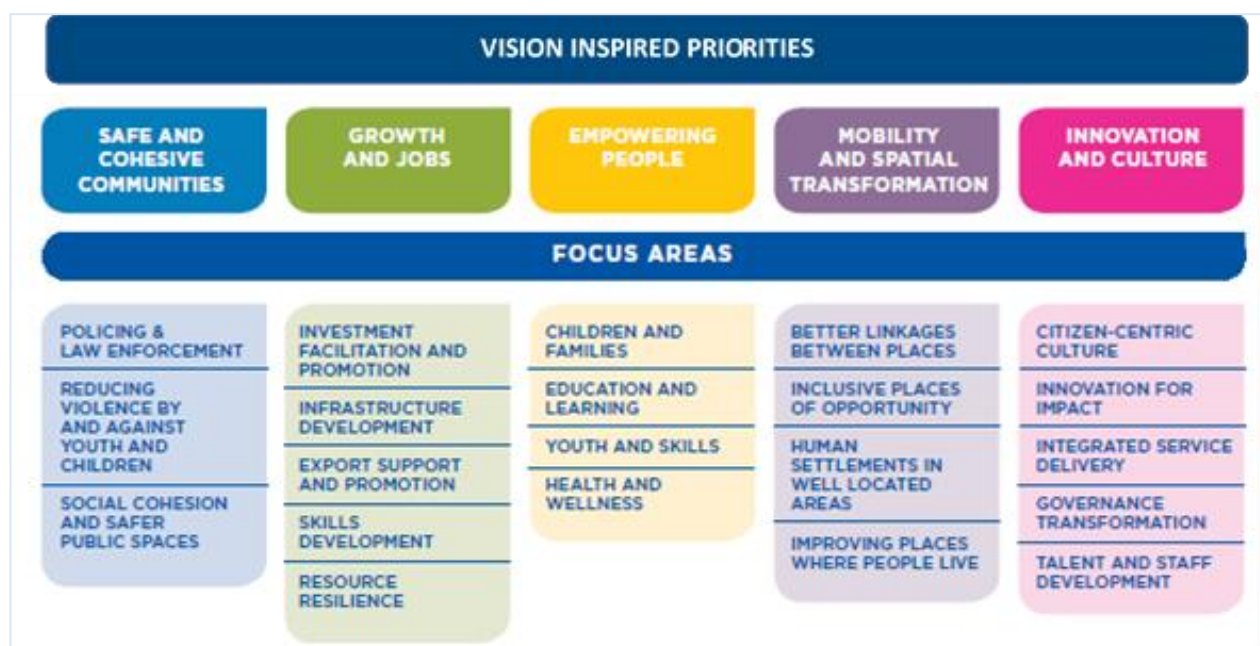 VISION INSPIRED PRIORITIES
SAFE AND
COHESIVE
COMMUNITIES
GROWTH
AND JOBS
EMPOWERING
PEOPLE
MOBILITY
AND SPATIAL
TRANSFORMATION
INNOVATION
AND CULTURE
FOCUS AREAS
POLICING &
LAW ENFORCEMENT
REDUCING
VIOLENCE BY
AND AGAINST
YOUTH AND
CHILDREN
SOCIAL COHESION
AND SAFER
PUBLIC SPACES
INVESTMENT
FACILITATION AND
PROMOTION
INFRASTRUCTURE
DEVELOPMENT
EXPORT SUPPORT
AND PROMOTION
SKILLS
DEVELOPMENT
RESOURCE
RESILIENCE
CHILDREN AND
FAMILIES
EDUCATION AND
LEARNING
YOUTH AND SKILLS
HEALTH AND
WELLNESS
BETTER LINKAGES
BETWEEN PLACES
INCLUSIVE PLACES
OF OPPORTUNITY
HUMAN
SETTLEMENTS IN
WELL LOCATED
AREAS
IMPROVING PLACES
WHERE PEOPLE LIVE
CITIZEN-CENTRIC
CULTURE
INNOVATION FOR
IMPACT
INTEGRATED SERVICE
DELIVERY
GOVERNANCE
TRANSFORMATION
TALENT AND STAFF
DEVELOPMENT